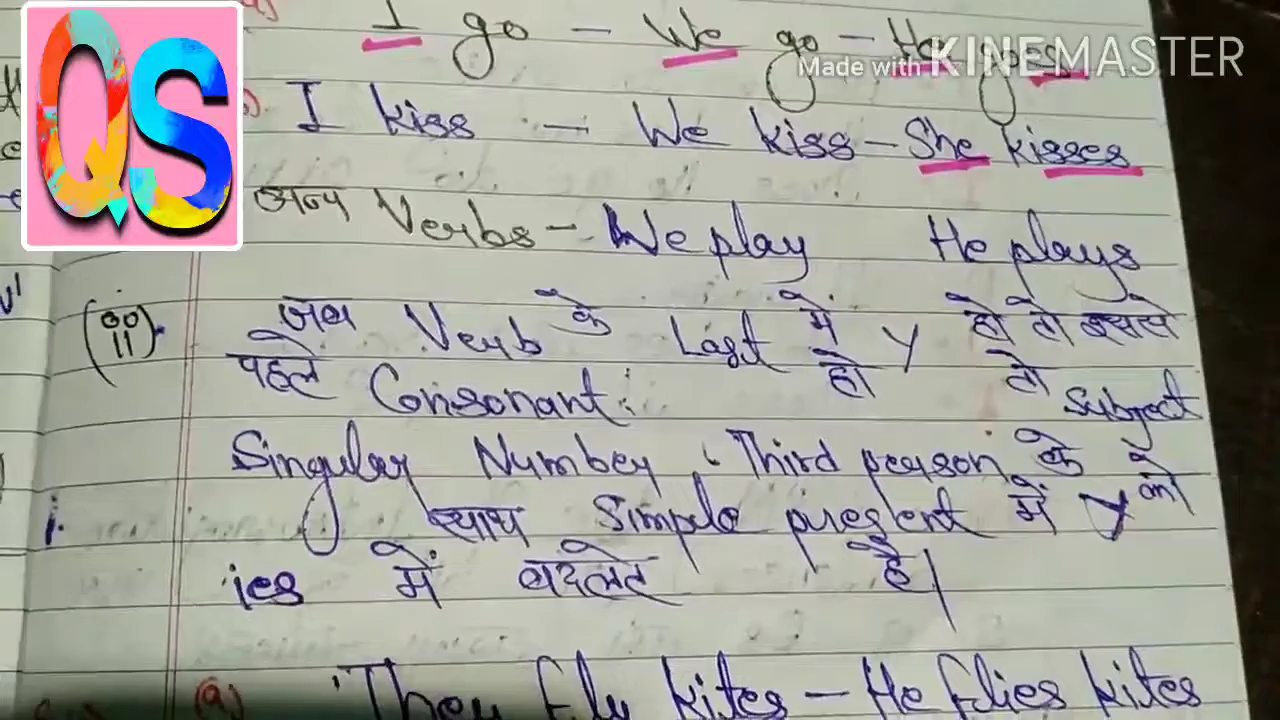 QS
I go - We go - He goes
Made with KINEMASTER
I kiss - We kiss - She kisses
अन्य Verbs - We play He plays
(ii) जब Verb के Last में y हो तो इससे
पहले Consonant हो तो Subject
Singular Number, Third person के
साथ Simple present में y को
ies में बदलते है।
(a) They fly kites - He flies kites